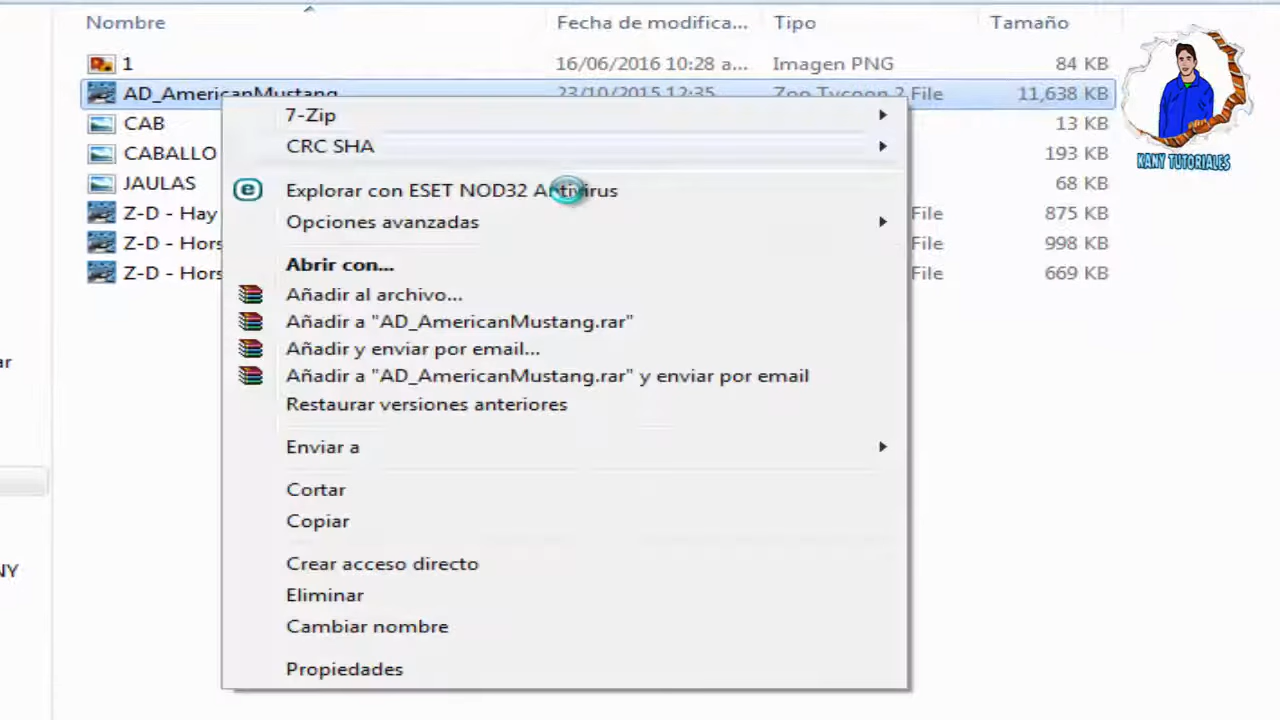 Nombre Fecha de modifica... Tipo Tamaño
1 16/06/2016 10:28 a... Imagen PNG 84 KB
AD_AmericanMustang 23/10/2015 12:35 Zoo Tycoon 2 File 11,638 KB
CAB 13 KB
CABALLO 193 KB
JAULAS 68 KB
Z-D - Hay File 875 KB
Z-D - Hors File 998 KB
Z-D - Hors File 669 KB
7-Zip
CRC SHA
Explorar con ESET NOD32 Antivirus
Opciones avanzadas
Abrir con...
Añadir al archivo...
Añadir a "AD_AmericanMustang.rar"
Añadir y enviar por email...
Añadir a "AD_AmericanMustang.rar" y enviar por email
Restaurar versiones anteriores
Enviar a
Cortar
Copiar
Crear acceso directo
Eliminar
Cambiar nombre
Propiedades
KANY TUTORIALES